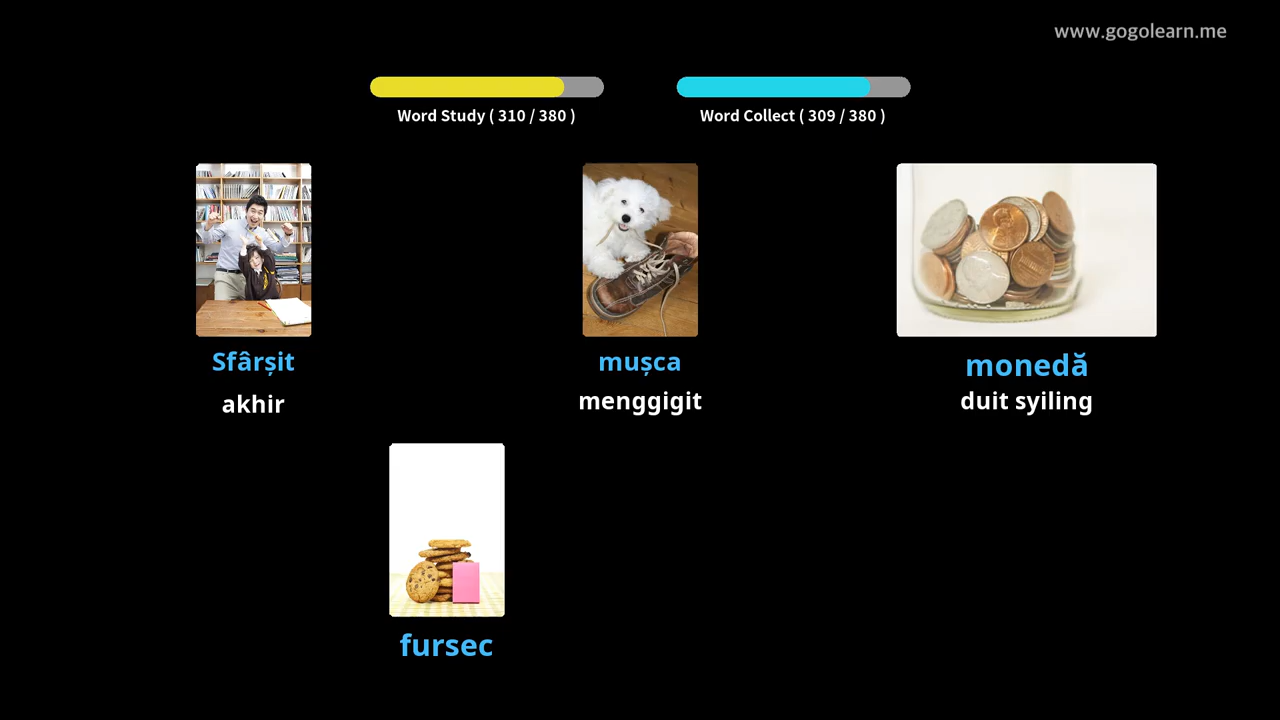 www.gogolearn.me
Word Study ( 310 / 380 )
Word Collect ( 309 / 380 )
Sfârșit
akhir
mușca
menggigit
monedă
duit syiling
fursec